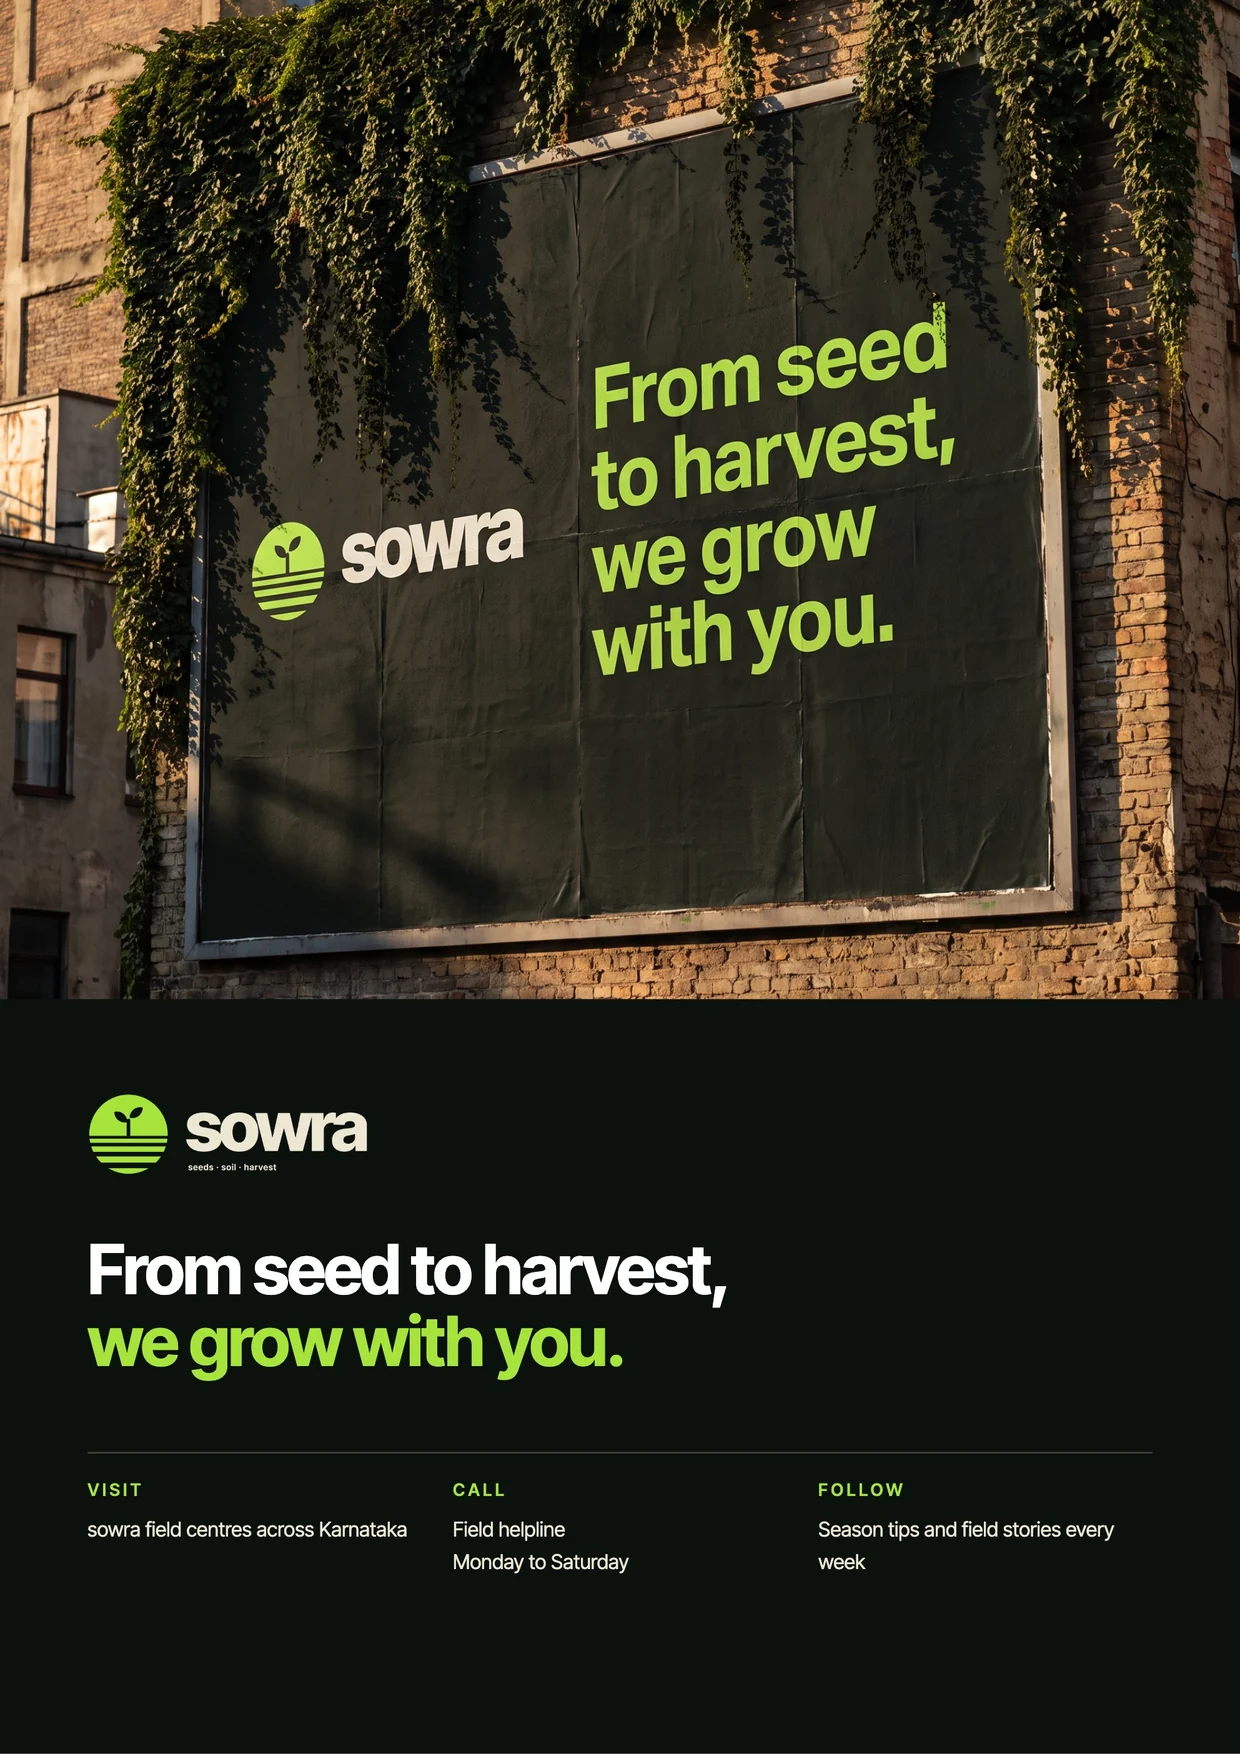 From seed
to harvest,
we grow
with you.
sowra
sowra
seeds · soil · harvest
From seed to harvest,
we grow with you.
VISIT
sowra field centres across Karnataka
CALL
Field helpline
Monday to Saturday
FOLLOW
Season tips and field stories every
week